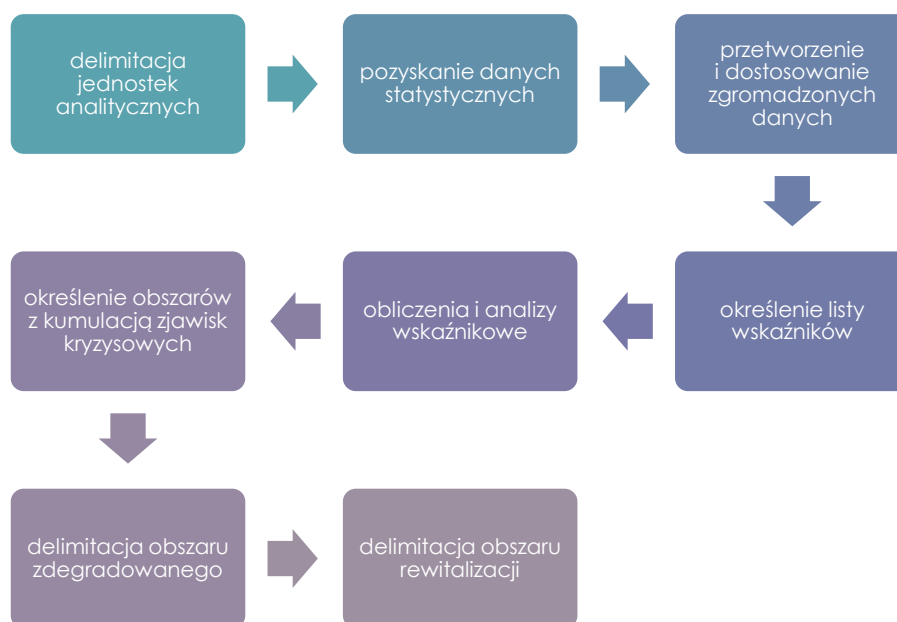 delimitacja
jednostek
analitycznych
pozyskanie danych
statystycznych
przetworzenie
i dostosowanie
zgromadzonych
danych
określenie listy
wskaźników
obliczenia i analizy
wskaźnikowe
określenie obszarów
z kumulacją zjawisk
kryzysowych
delimitacja obszaru
zdegradowanego
delimitacja obszaru
rewitalizacji